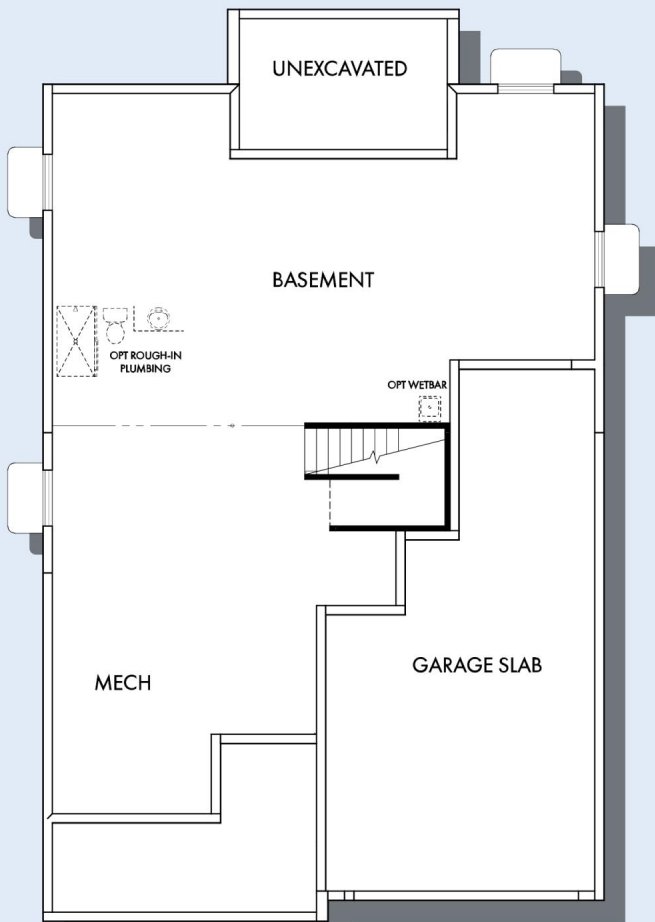 UNEXCAVATED
BASEMENT
OPT ROUGH-IN
PLUMBING
OPT WETBAR
MECH
GARAGE SLAB